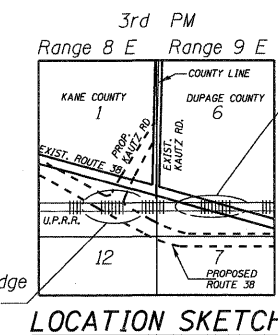 3rd PM
Range 8 E Range 9 E
COUNTY LINE
KANE COUNTY
1
DUPAGE COUNTY
6
PROP.
KAUTZ RD
EXIST.
KAUTZ RD.
EXIST. ROUTE 38
U.P.R.R.
12
7
PROPOSED
ROUTE 38
LOCATION SKETCH